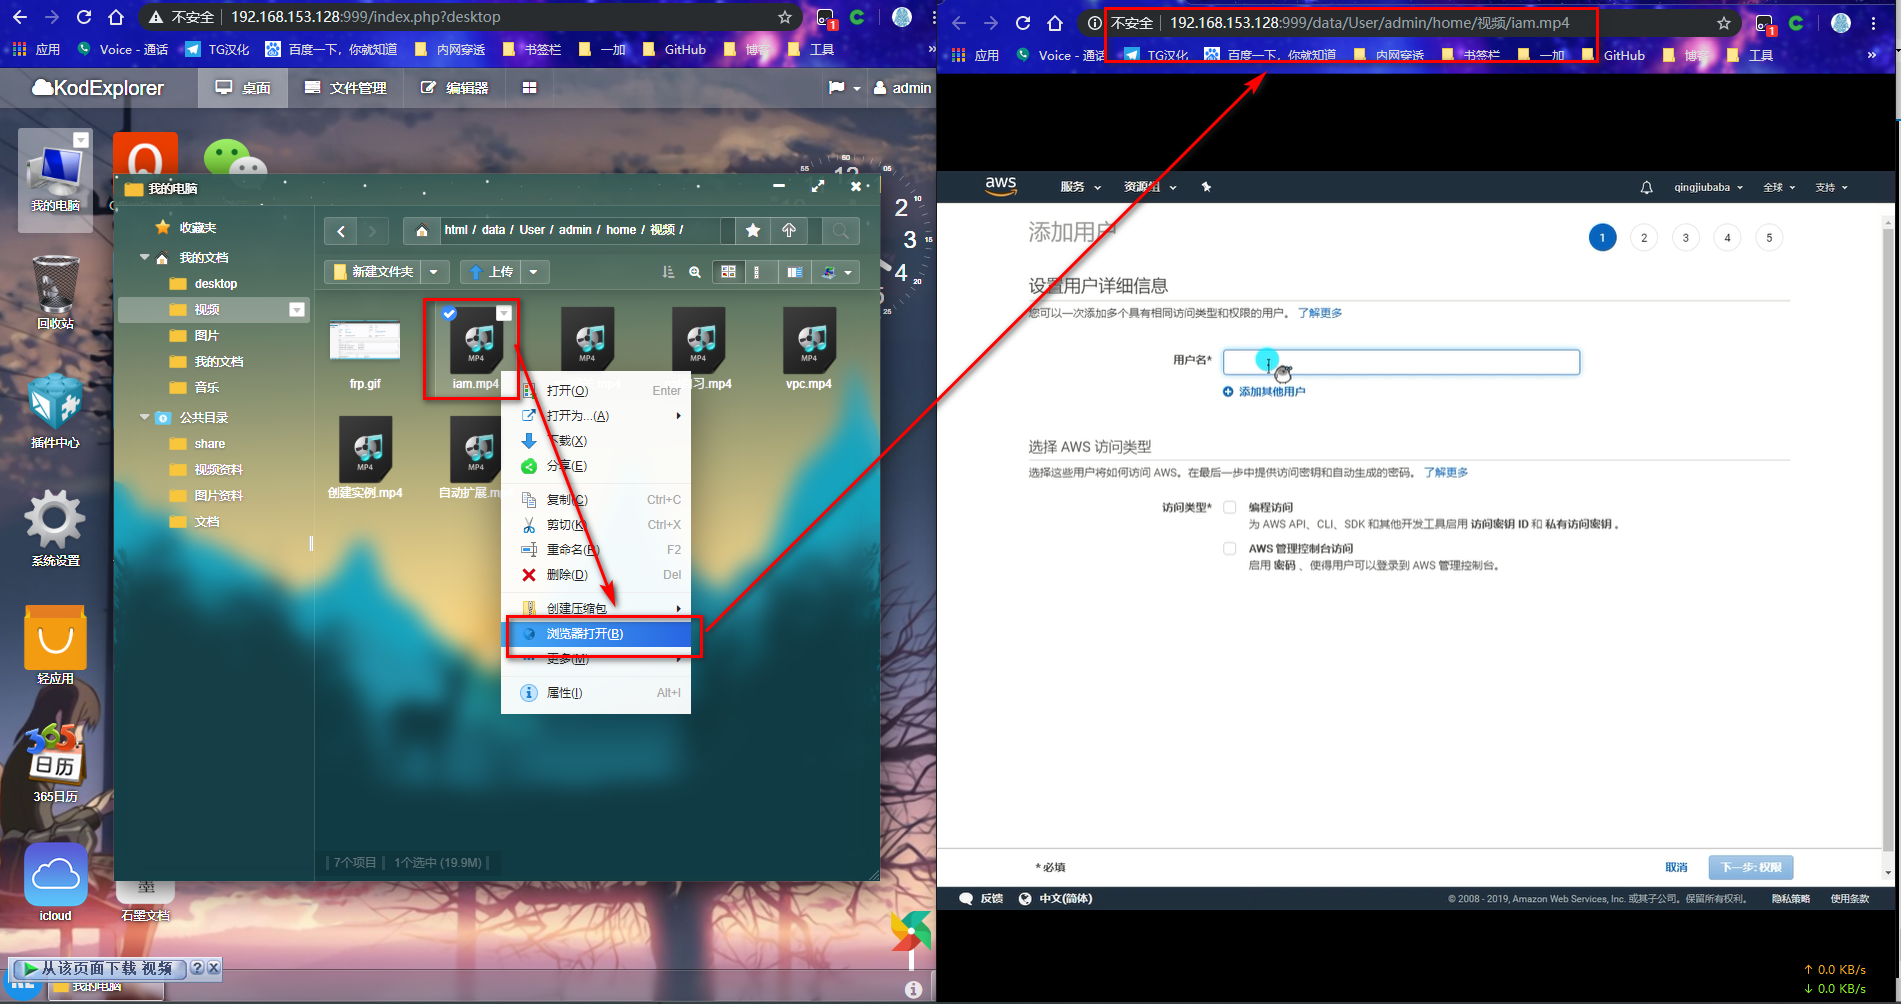 不安全 192.168.153.128:999/index.php?desktop
应用 Voice - 通话 TG汉化 百度一下，你就知道 内网穿透 书签栏 一加 GitHub 博客 工具 »
KodExplorer 桌面 文件管理 编辑器 admin
我的电脑
回收站
插件中心
系统设置
轻应用
365日历
icloud
石墨文档
我的电脑
收藏夹
我的文档
desktop
视频
图片
我的文档
音乐
公共目录
share
视频资料
图片资料
文档
html / data / User / admin / home / 视频 /
新建文件夹 上传
frp.gif
iam.mp4
习.mp4
vpc.mp4
创建实例.mp4
自动扩展.mp
MP4
MP4
MP4
MP4
MP4
MP4
打开(O) Enter
打开为...(A)
下载(X)
分享(E)
复制(C) Ctrl+C
剪切(K) Ctrl+X
重命名(R) F2
删除(D) Del
创建压缩包
浏览器打开(B)
更多(M)
属性(I) Alt+I
7个项目 1个选中 (19.9M)
60
55
05
12
2 10
3 15
4 20
25
365
日历
从该页面下载 视频 ?
我的电脑
不安全 192.168.153.128:999/data/User/admin/home/视频/iam.mp4
应用 Voice - 通话 TG汉化 百度一下，你就知道 内网穿透 书签栏 一加 GitHub 博客 工具 »
aws 服务 资源组 qingjiubaba 全球 支持
添加用户
1 2 3 4 5
设置用户详细信息
您可以一次添加多个具有相同访问类型和权限的用户。 了解更多
用户名*
添加其他用户
选择 AWS 访问类型
选择这些用户将如何访问 AWS。在最后一步中提供访问密钥和自动生成的密码。 了解更多
访问类型* 编程访问
为 AWS API、CLI、SDK 和其他开发工具启用 访问密钥 ID 和 私有访问密钥 。
AWS 管理控制台访问
启用 密码 、使得用户可以登录到 AWS 管理控制台。
* 必填 取消 下一步: 权限
反馈 中文(简体) © 2008 - 2019, Amazon Web Services, Inc. 或其子公司。保留所有权利。 隐私策略 使用条款
↑ 0.0 KB/s
↓ 0.0 KB/s